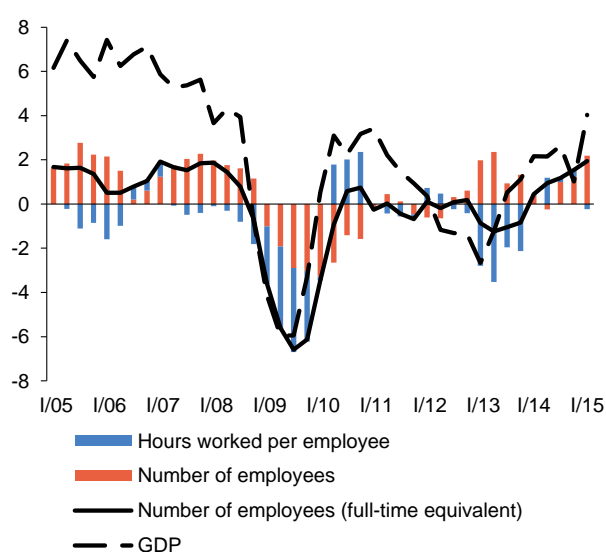 8
6
4
2
0
-2
-4
-6
-8
I/05 I/06 I/07 I/08 I/09 I/10 I/11 I/12 I/13 I/14 I/15
Hours worked per employee
Number of employees
Number of employees (full-time equivalent)
GDP